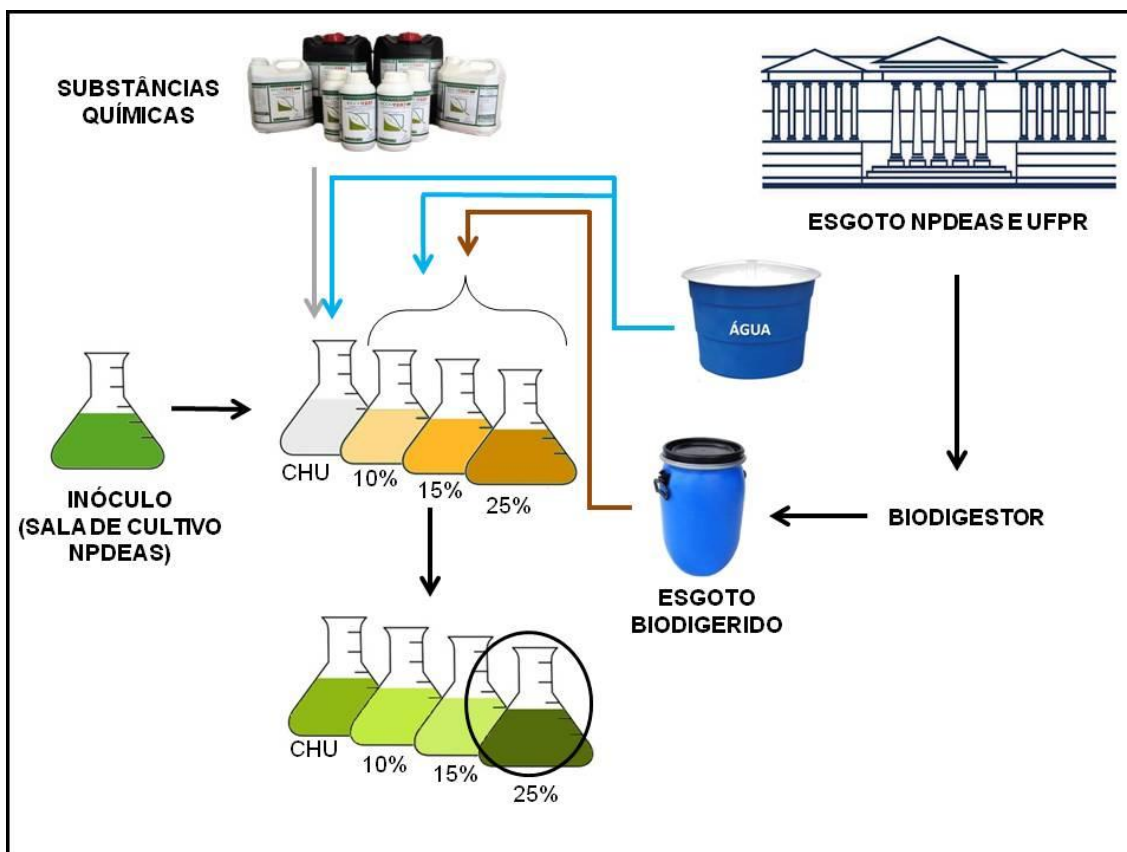 SUBSTÂNCIAS
QUÍMICAS
ESGOTO NPDEAS E UFPR
ÁGUA
CHU
10%
15%
25%
INÓCULO
(SALA DE CULTIVO
NPDEAS)
BIODIGESTOR
ESGOTO
BIODIGERIDO
CHU
10%
15%
25%